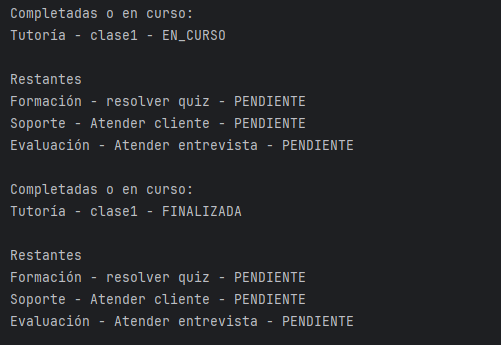 Completadas o en curso:
Tutoría - clase1 - EN_CURSO
Restantes
Formación - resolver quiz - PENDIENTE
Soporte - Atender cliente - PENDIENTE
Evaluación - Atender entrevista - PENDIENTE
Completadas o en curso:
Tutoría - clase1 - FINALIZADA
Restantes
Formación - resolver quiz - PENDIENTE
Soporte - Atender cliente - PENDIENTE
Evaluación - Atender entrevista - PENDIENTE